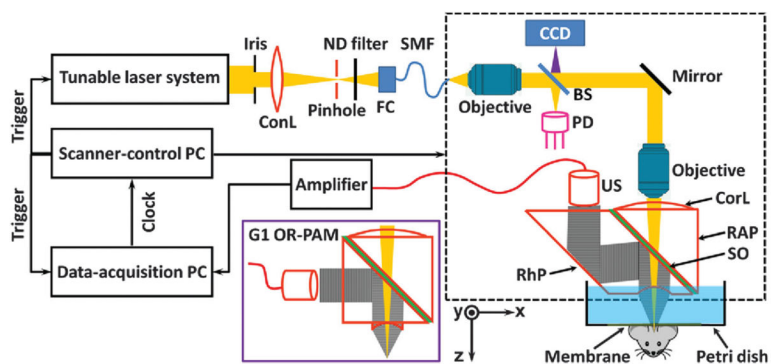 Iris
ND filter
SMF
CCD
Tunable laser system
Mirror
ConL
Pinhole
FC
Objective
BS
PD
Trigger
Scanner-control PC
Objective
Amplifier
US
CorL
Trigger
Clock
G1 OR-PAM
RAP
Data-acquisition PC
RhP
SO
y
x
z
Membrane
Petri dish